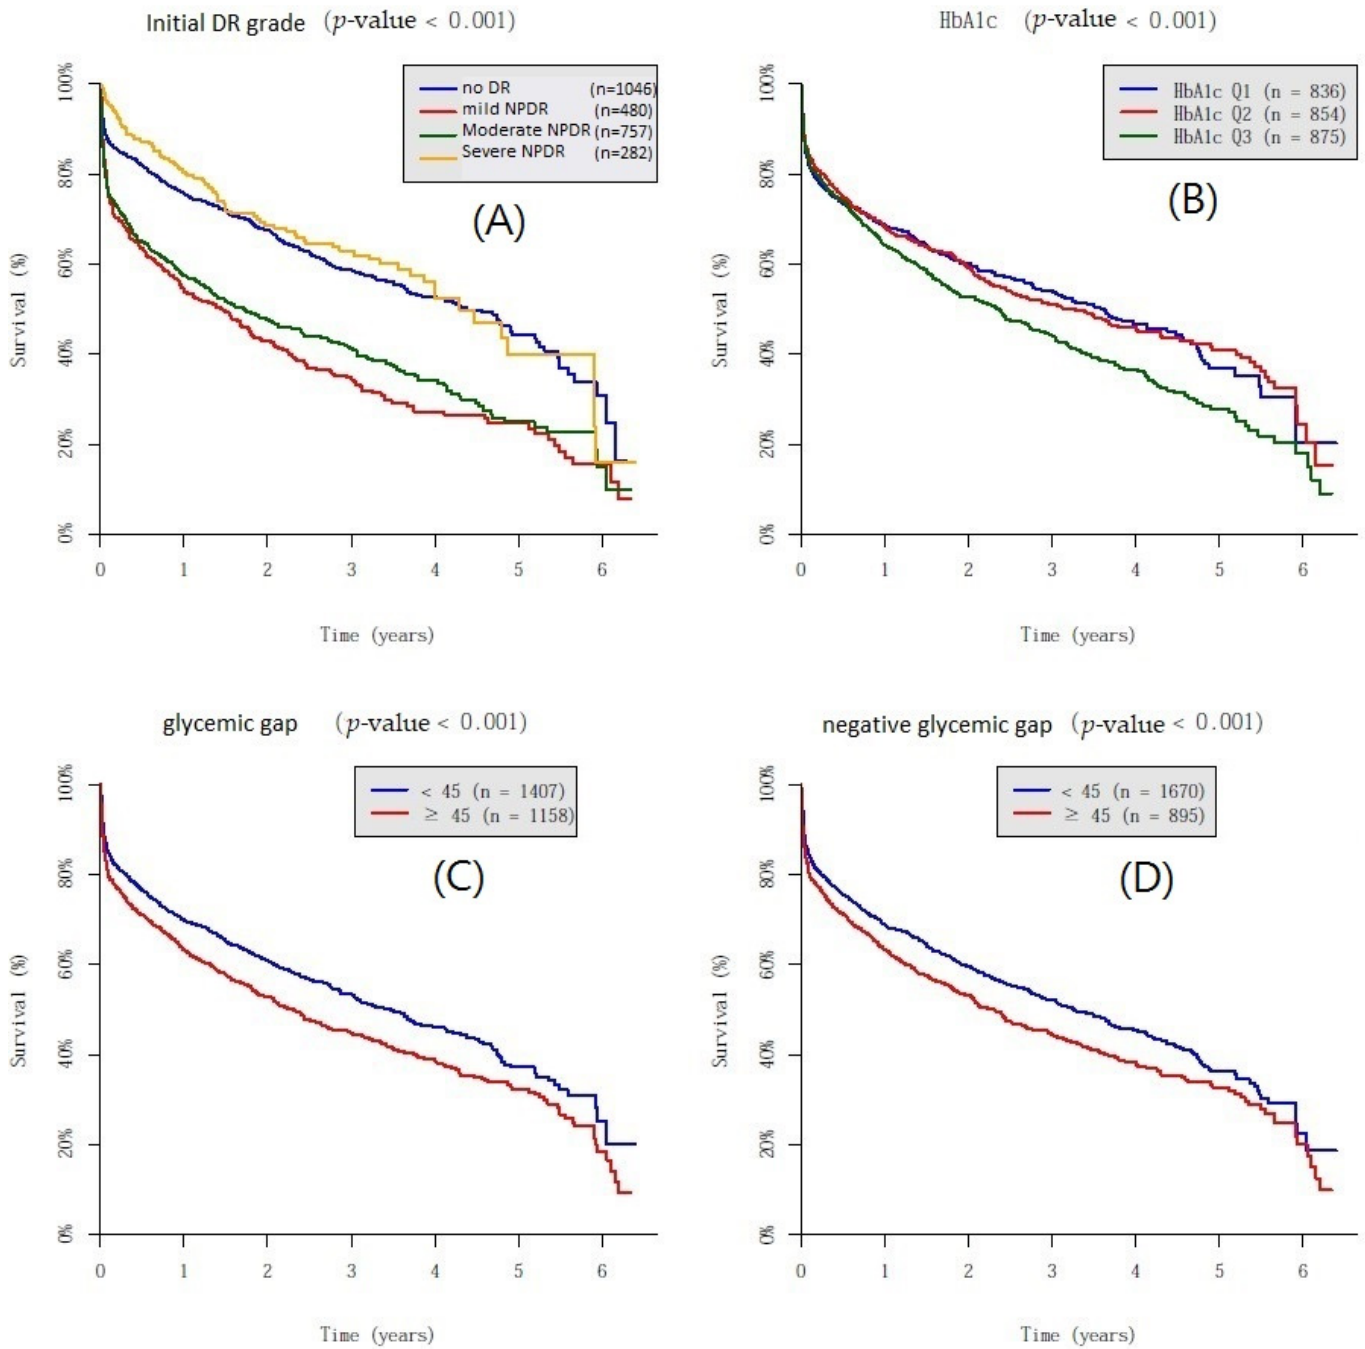 Initial DR grade (p-value < 0.001)
no DR (n=1046)
mild NPDR (n=480)
Moderate NPDR (n=757)
Severe NPDR (n=282)
(A)
Survival (%)
100%
80%
60%
40%
20%
0%
0 1 2 3 4 5 6
Time (years)
HbA1c (p-value < 0.001)
HbA1c Q1 (n = 836)
HbA1c Q2 (n = 854)
HbA1c Q3 (n = 875)
(B)
Survival (%)
100%
80%
60%
40%
20%
0%
0 1 2 3 4 5 6
Time (years)
glycemic gap (p-value < 0.001)
< 45 (n = 1407)
≥ 45 (n = 1158)
(C)
Survival (%)
100%
80%
60%
40%
20%
0%
0 1 2 3 4 5 6
Time (years)
negative glycemic gap (p-value < 0.001)
< 45 (n = 1670)
≥ 45 (n = 895)
(D)
Survival (%)
100%
80%
60%
40%
20%
0%
0 1 2 3 4 5 6
Time (years)